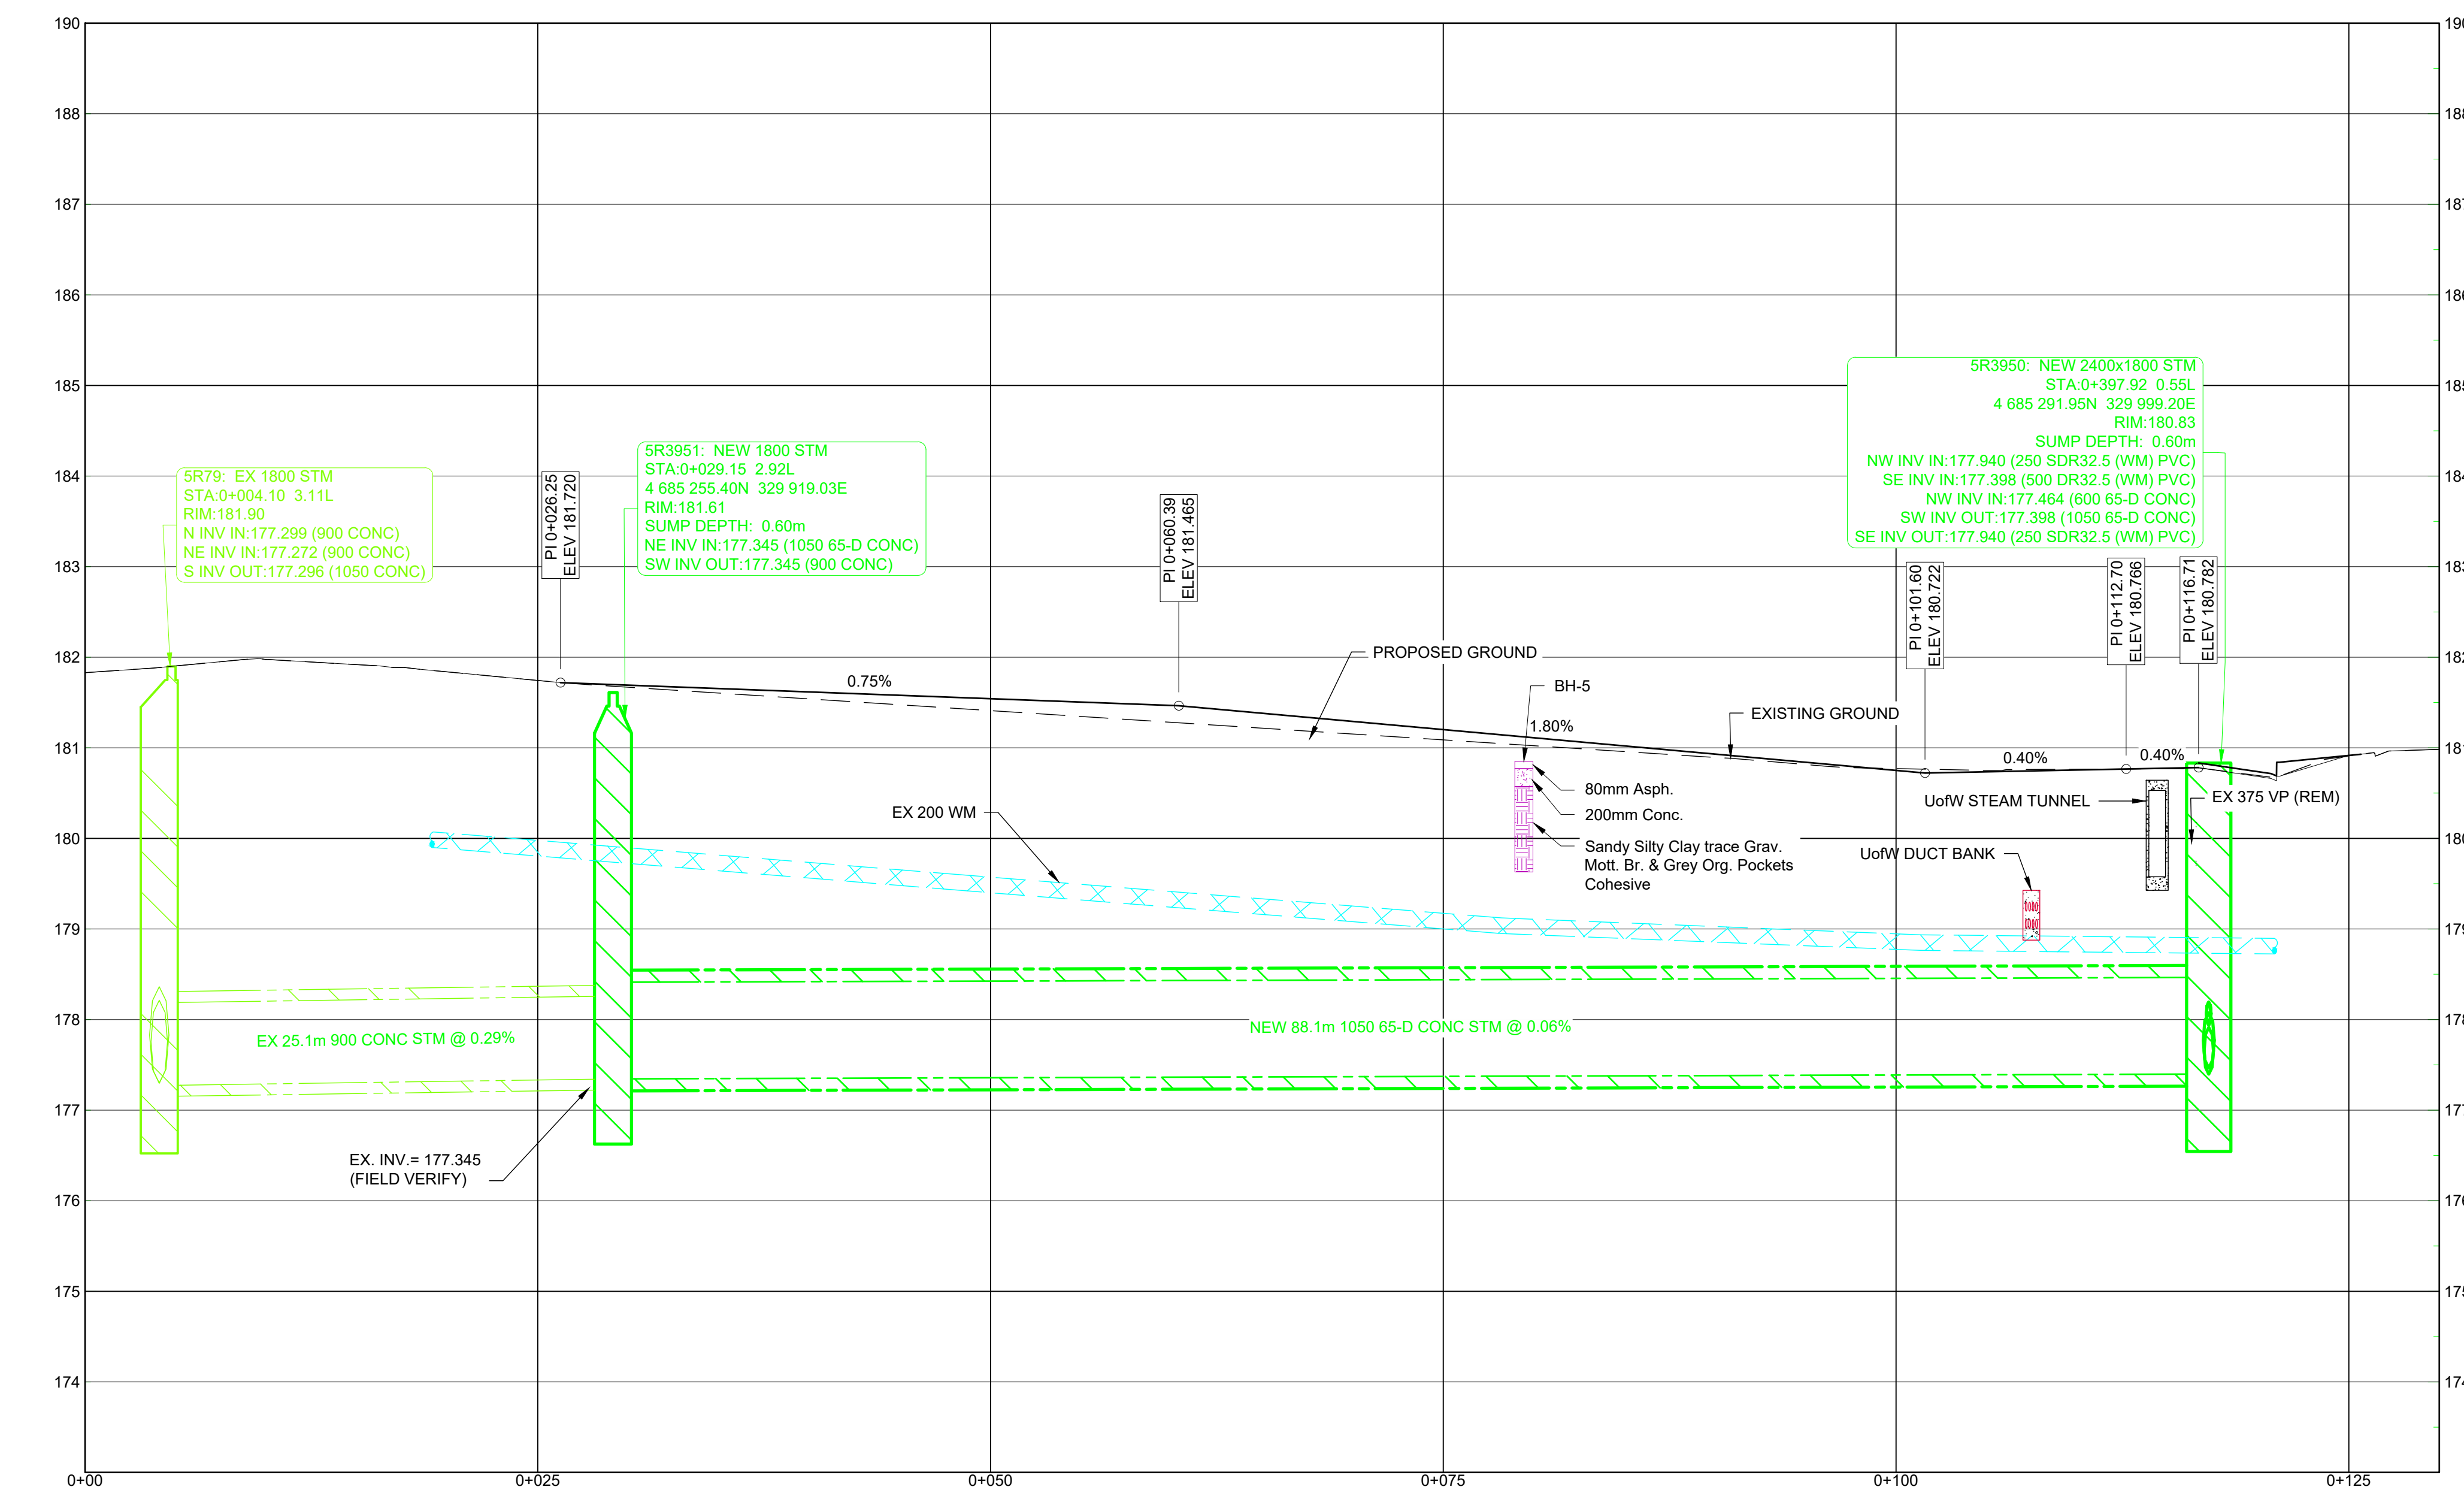 190
188
187
186
185
184
183
182
181
180
179
178
177
176
175
174
0+00
0+025
0+050
0+075
0+100
0+125
5R79:  EX 1800 STM
STA:0+004.10  3.11L
RIM:181.90
N INV IN:177.299 (900 CONC)
NE INV IN:177.272 (900 CONC)
S INV OUT:177.296 (1050 CONC)
PI 0+026.25
ELEV 181.720
5R3951:  NEW 1800 STM
STA:0+029.15  2.92L
4 685 255.40N  329 919.03E
RIM:181.61
SUMP DEPTH:  0.60m
NE INV IN:177.345 (1050 65-D CONC)
SW INV OUT:177.345 (900 CONC)
PI 0+060.39
ELEV 181.465
5R3950:  NEW 2400x1800 STM
STA:0+397.92  0.55L
4 685 291.95N  329 999.20E
RIM:180.83
SUMP DEPTH:  0.60m
NW INV IN:177.940 (250 SDR32.5 (WM) PVC)
SE INV IN:177.398 (500 DR32.5 (WM) PVC)
NW INV IN:177.464 (600 65-D CONC)
SW INV OUT:177.398 (1050 65-D CONC)
SE INV OUT:177.940 (250 SDR32.5 (WM) PVC)
PI 0+101.60
ELEV 180.722
PI 0+112.70
ELEV 180.766
PI 0+116.71
ELEV 180.782
0.75%
PROPOSED GROUND
BH-5
1.80%
EXISTING GROUND
0.40%
0.40%
EX 200 WM
80mm Asph.
200mm Conc.
Sandy Silty Clay trace Grav.
Mott. Br. & Grey Org. Pockets
Cohesive
UofW STEAM TUNNEL
EX 375 VP (REM)
UofW DUCT BANK
EX 25.1m 900 CONC STM @ 0.29%
NEW 88.1m 1050 65-D CONC STM @ 0.06%
EX. INV.= 177.345
(FIELD VERIFY)